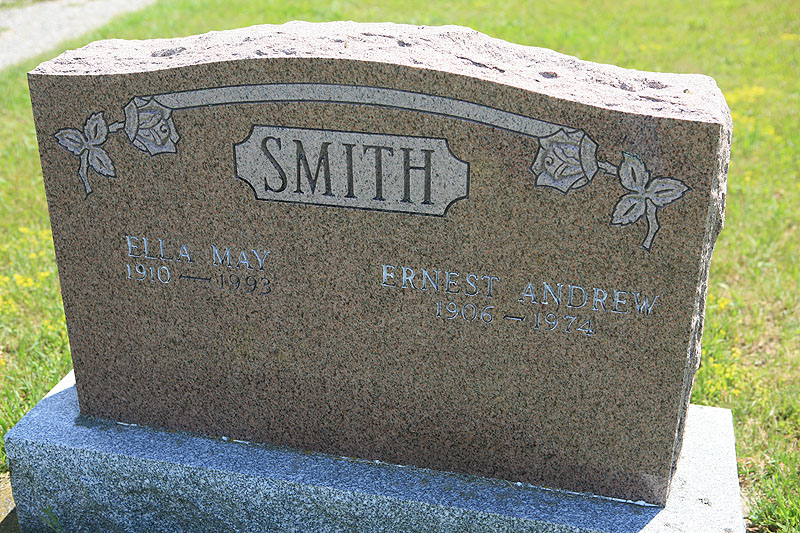 SMITH
ELLA MAY
1910 — 1993
ERNEST ANDREW
1906 — 1974